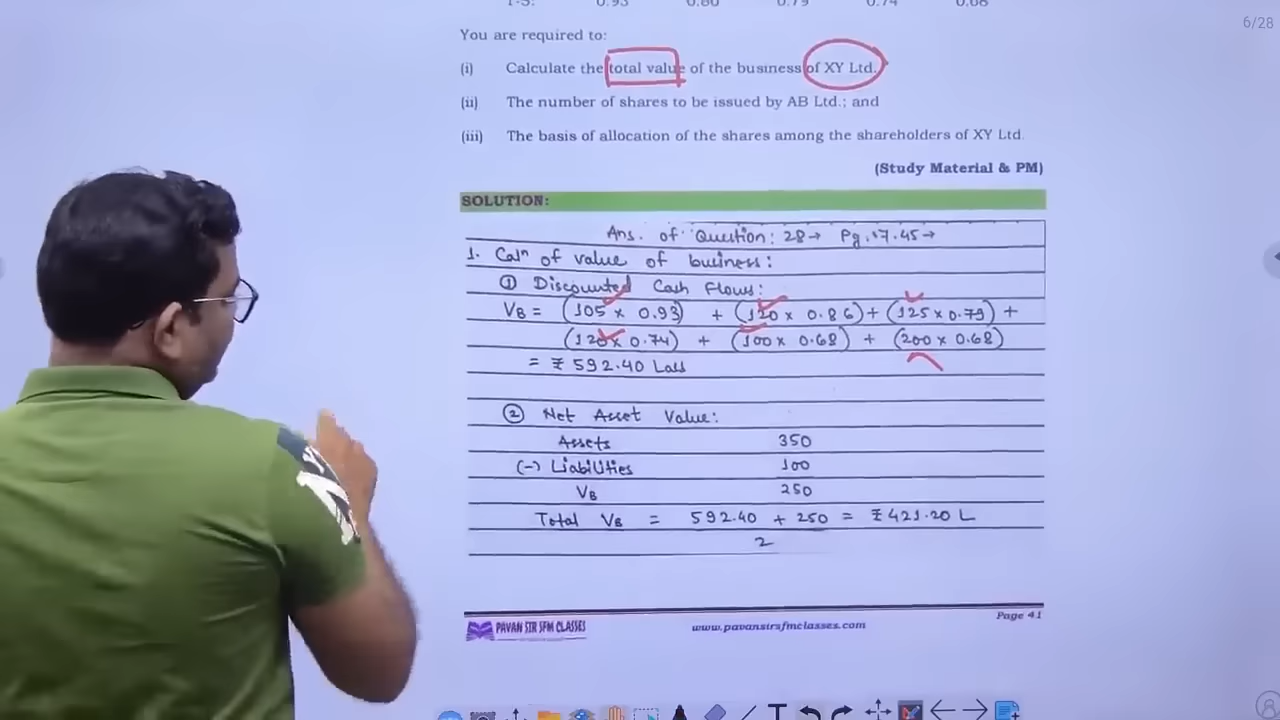 6/28
You are required to:
(i) Calculate the total value of the business of XY Ltd.
(ii) The number of shares to be issued by AB Ltd.; and
(iii) The basis of allocation of the shares among the shareholders of XY Ltd.
(Study Material & PM)
SOLUTION:
Ans. of Question: 28→ Pg. 17.45→
1. Calⁿ of value of business:
① Discounted Cash Flows:
VB = (105 x 0.93) + (120 x 0.86) + (125 x 0.79) +
(120 x 0.74) + (100 x 0.68) + (200 x 0.68)
= ₹ 592.40 Lacs
② Net Asset Value:
Assets 350
(-) Liabilities 100
VB 250
Total VB = 592.40 + 250 = ₹421.20 L
2
PAVAN SIR SFM CLASSES
www.pavansirsfmclasses.com
Page 41